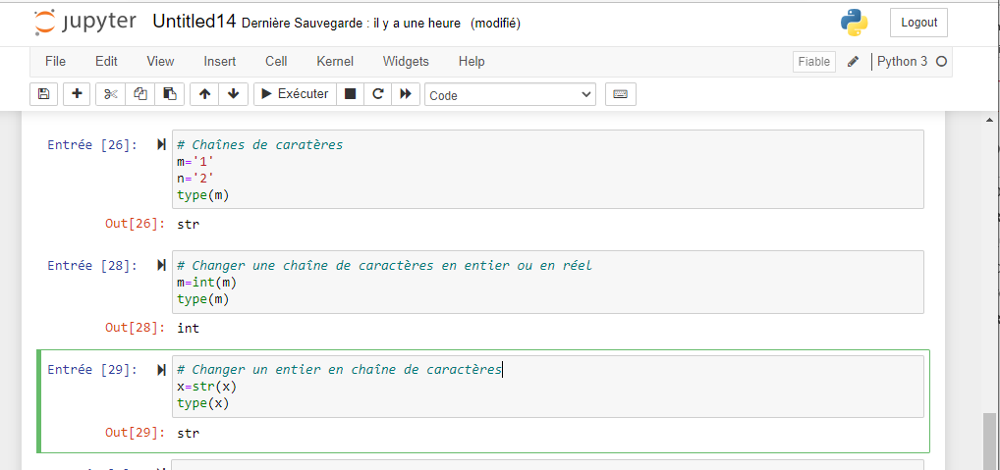 jupyter Untitled14 Dernière Sauvegarde : il y a une heure (modifié)
Logout
File Edit View Insert Cell Kernel Widgets Help
Fiable
Python 3
Exécuter
Code
Entrée [26]:
# Chaînes de caratères
m='1'
n='2'
type(m)
Out[26]: str
Entrée [28]:
# Changer une chaîne de caractères en entier ou en réel
m=int(m)
type(m)
Out[28]: int
Entrée [29]:
# Changer un entier en chaîne de caractères
x=str(x)
type(x)
Out[29]: str